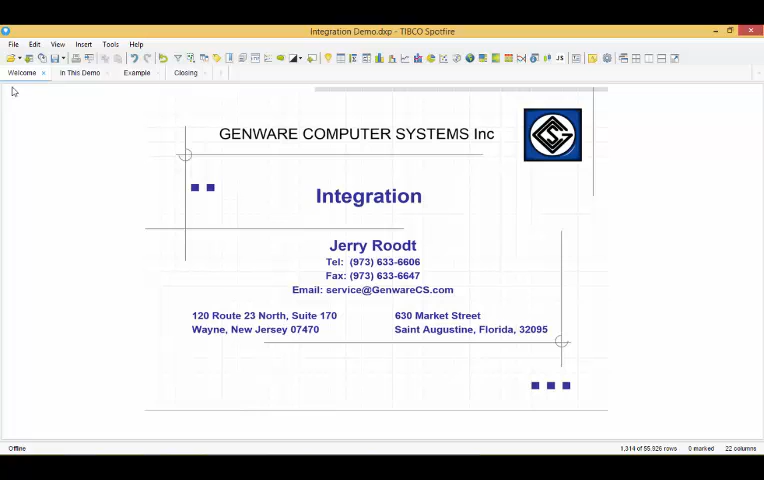 Integration Demo.dxp - TIBCO Spotfire
File Edit View Insert Tools Help
JS
Welcome × In This Demo Example Closing
GENWARE COMPUTER SYSTEMS Inc
Integration
Jerry Roodt
Tel: (973) 633-6606
Fax: (973) 633-6647
Email: service@GenwareCS.com
120 Route 23 North, Suite 170 630 Market Street
Wayne, New Jersey 07470 Saint Augustine, Florida, 32095
Offline 1,314 of 55,926 rows 0 marked 22 columns